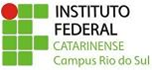 INSTITUTO
FEDERAL
CATARINENSE
Campus Rio do Sul